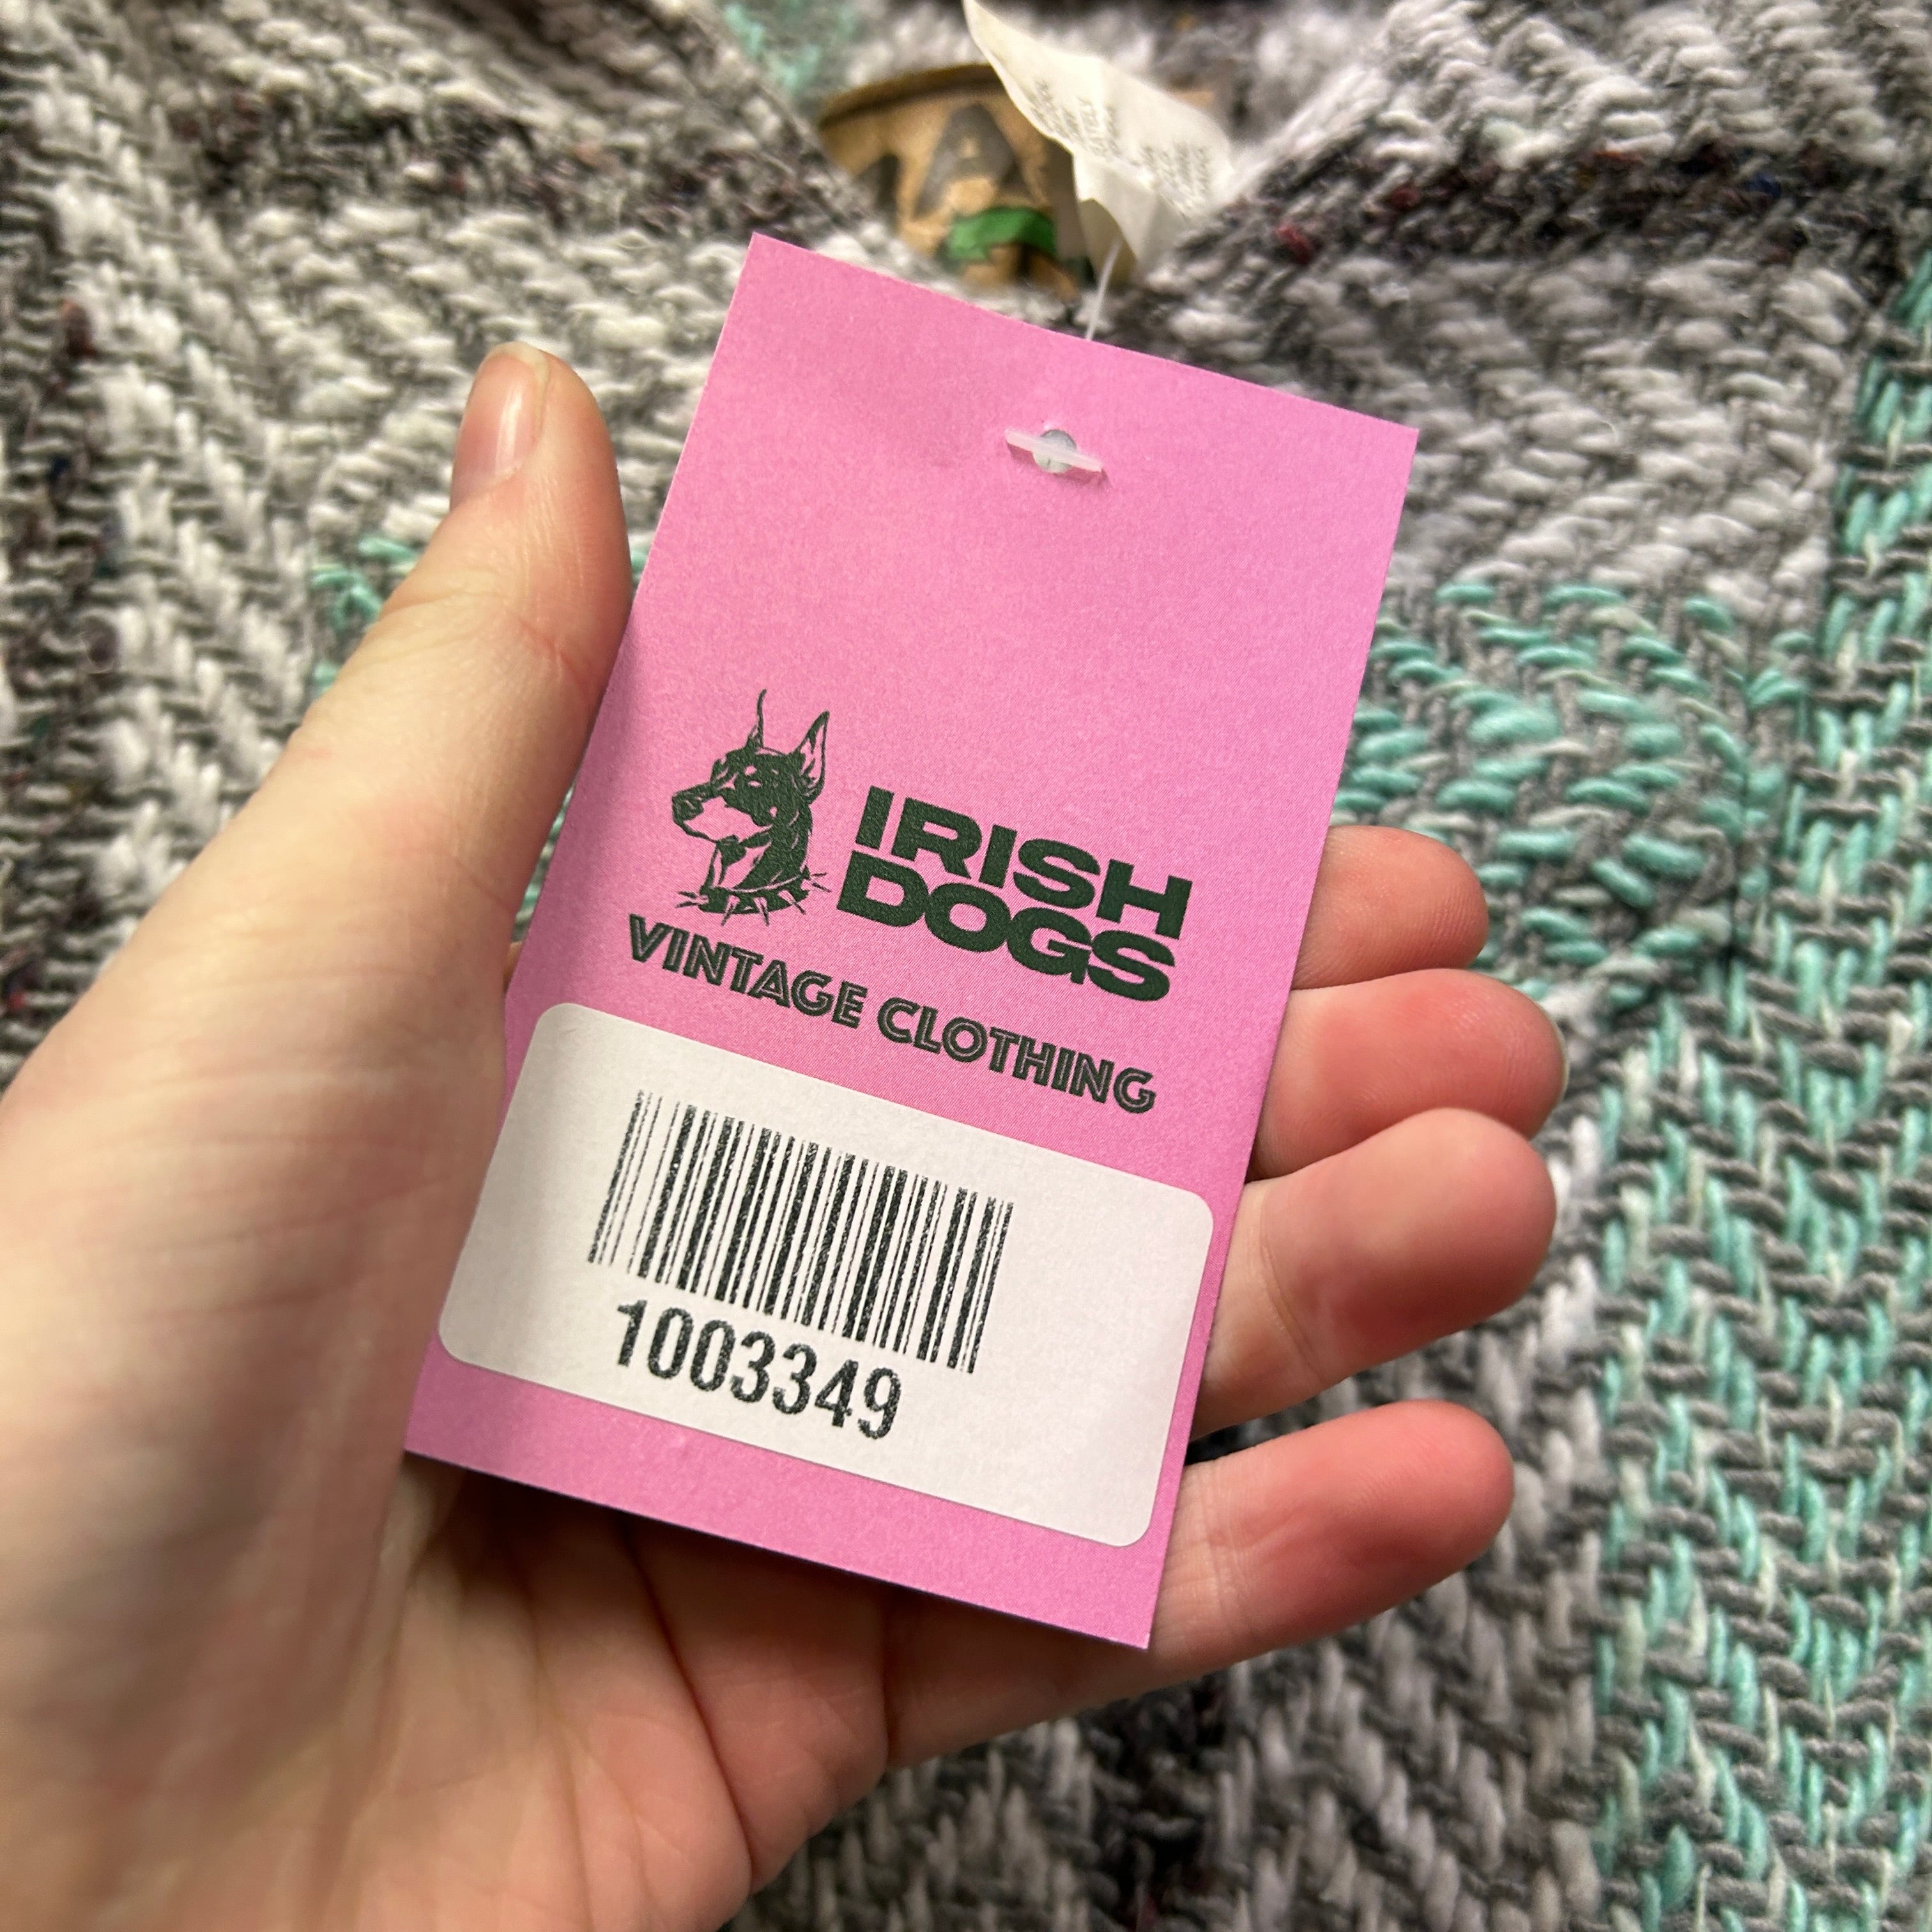 IRISH
DOGS
VINTAGE CLOTHING
1003349